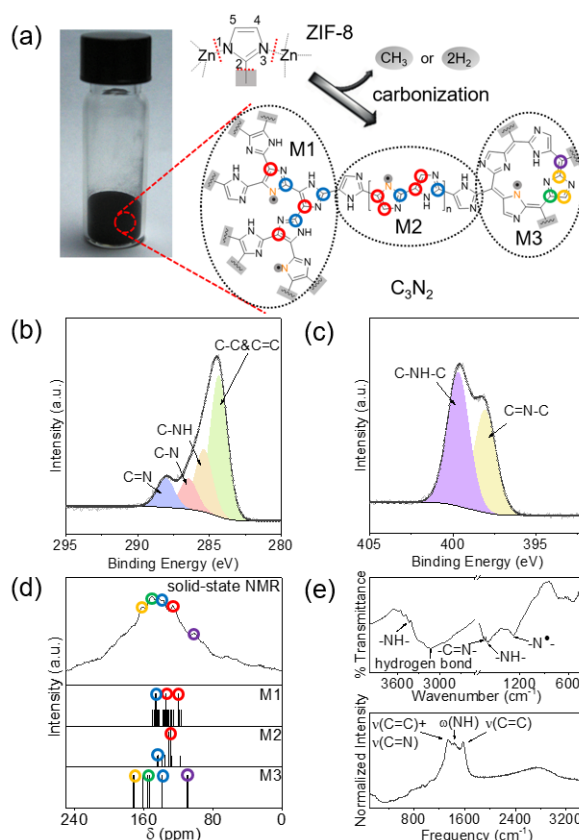 (a)
ZIF-8
5 4
Zn 1 N N 3 Zn
2
CH₃ or 2H₂
carbonization
M1
M2
M3
NH
N
HN
n
C₃N₂
(b)
C-C&C=C
C-NH
C-N
C=N
Intensity (a.u.)
295 290 285 280
Binding Energy (eV)
(c)
C-NH-C
C=N-C
Intensity (a.u.)
405 400 395
Binding Energy (eV)
(d)
solid-state NMR
M1
M2
M3
Intensity (a.u.)
240 160 80 0
δ (ppm)
(e)
% Transmittance
-NH-
hydrogen bond
-C=N-
-NH-
-N•-
3600 3000 1200 600
Wavenumber (cm⁻¹)
ν(C=C)+
ν(C=N)
ω(NH)
ν(C=C)
Normalized Intensity
800 1600 2400 3200
Frequency (cm⁻¹)